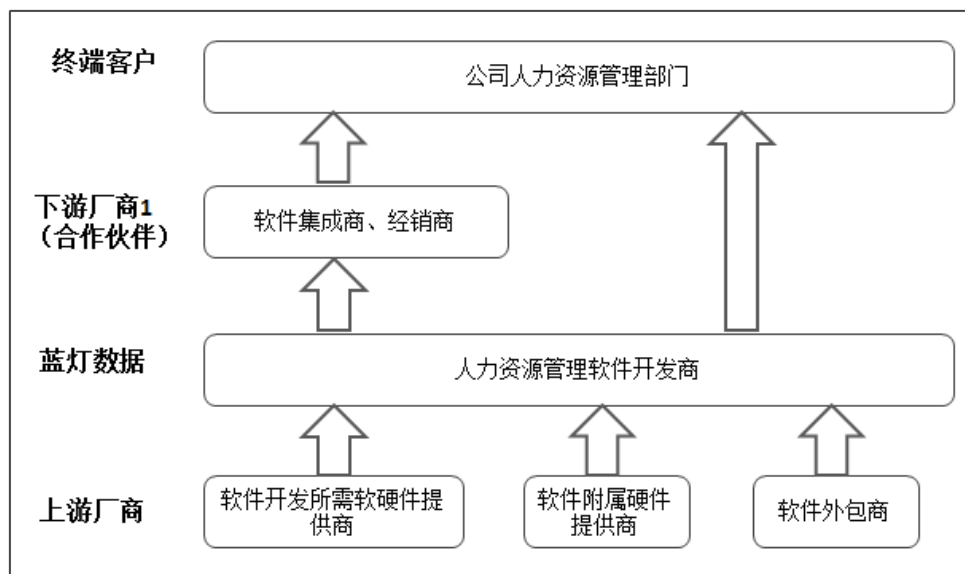 终端客户
公司人力资源管理部门
下游厂商1
（合作伙伴）
软件集成商、经销商
蓝灯数据
人力资源管理软件开发商
上游厂商
软件开发所需软硬件提
供商
软件附属硬件
提供商
软件外包商